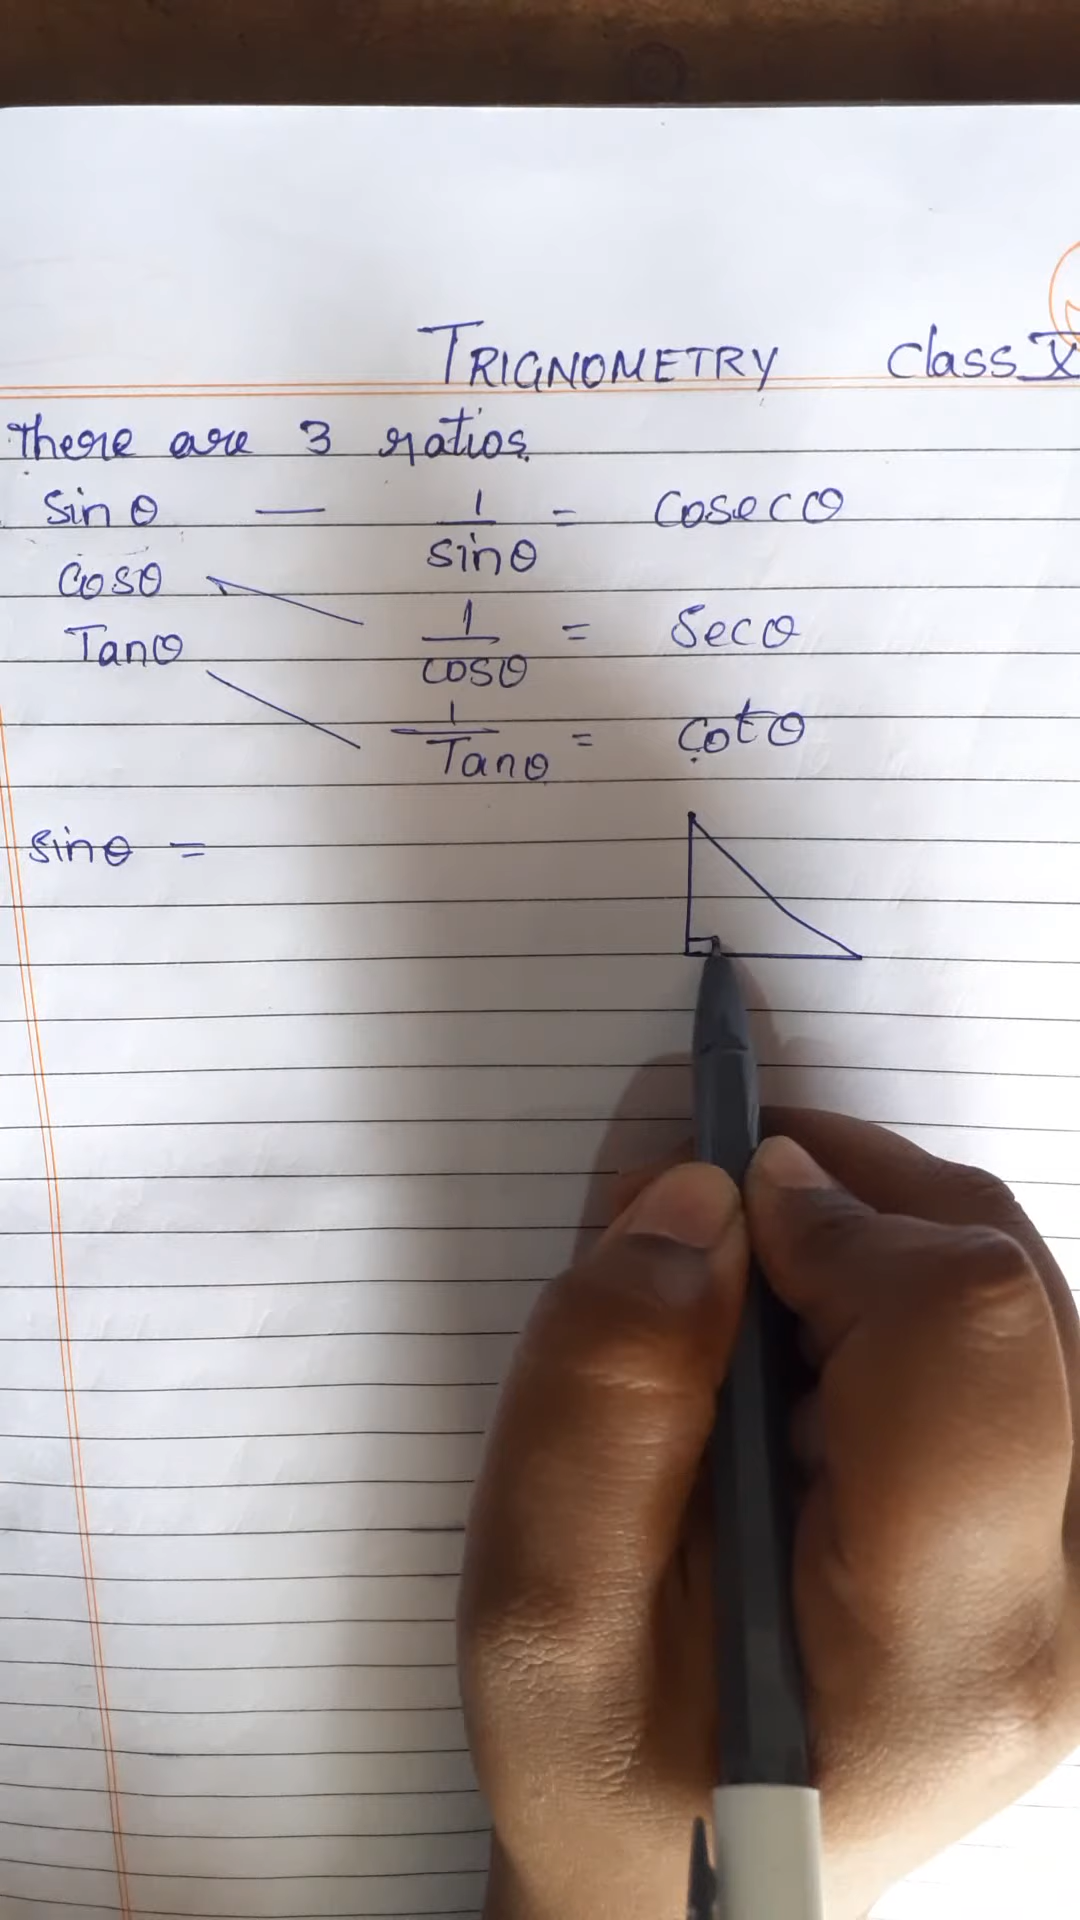 TRIGNOMETRY Class X
There are 3 ratios.
Sin θ — 1/sinθ = Cosecθ
Cosθ
1/cosθ = Secθ
Tanθ
1/Tanθ = Cotθ
Sinθ =